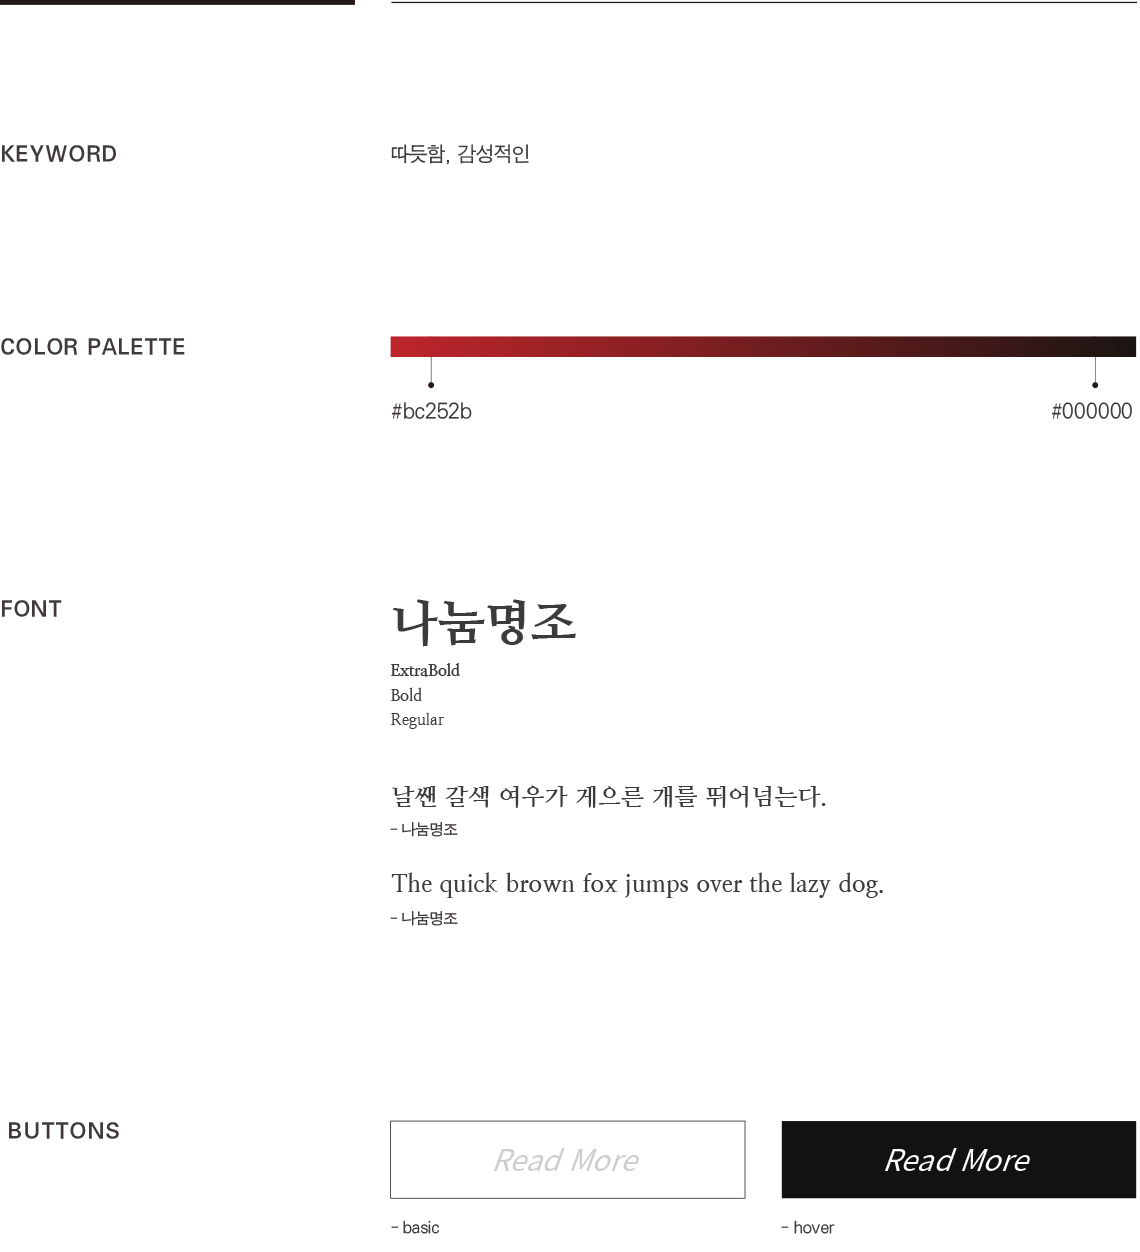 KEYWORD
따듯함, 감성적인
COLOR PALETTE
#bc252b
#000000
FONT
나눔명조
ExtraBold
Bold
Regular
날쌘 갈색 여우가 게으른 개를 뛰어넘는다.
- 나눔명조
The quick brown fox jumps over the lazy dog.
- 나눔명조
BUTTONS
Read More
Read More
- basic
- hover